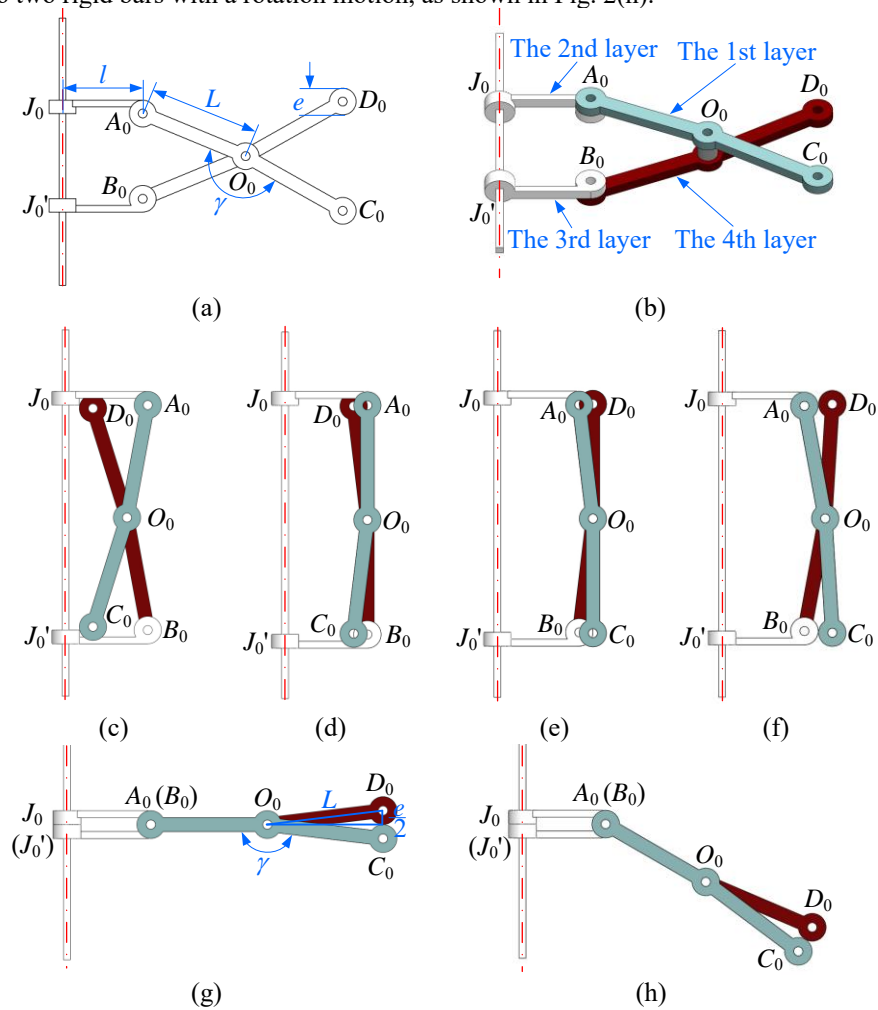 two rigid bars with a rotation motion, as shown in Fig. 2(h).
l L e D0
J0 A0
B0 O0
J0' γ C0
(a)
The 2nd layer The 1st layer
J0 A0 D0
O0
B0 C0
J0'
The 3rd layer The 4th layer
(b)
J0 D0 A0
O0
C0
J0' B0
(c)
J0 D0 A0
O0
C0
J0' B0
(d)
J0 A0 D0
O0
B0
J0' C0
(e)
J0 A0 D0
O0
B0
J0' C0
(f)
A0 (B0) O0 L D0
J0 e
(J0') γ 2
C0
(g)
A0 (B0)
J0
(J0') O0
D0
C0
(h)